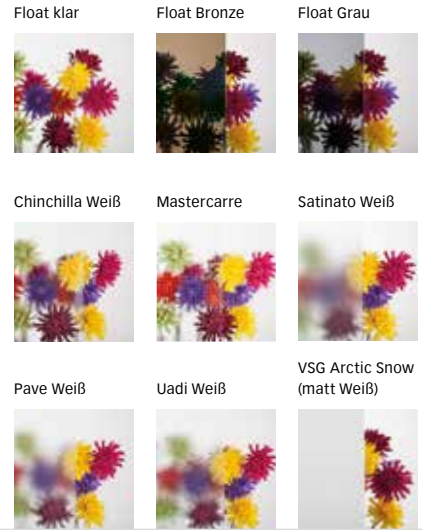 Float klar
Float Bronze
Float Grau
Chinchilla Weiß
Mastercarre
Satinato Weiß
Pave Weiß
Uadi Weiß
VSG Arctic Snow
(matt Weiß)